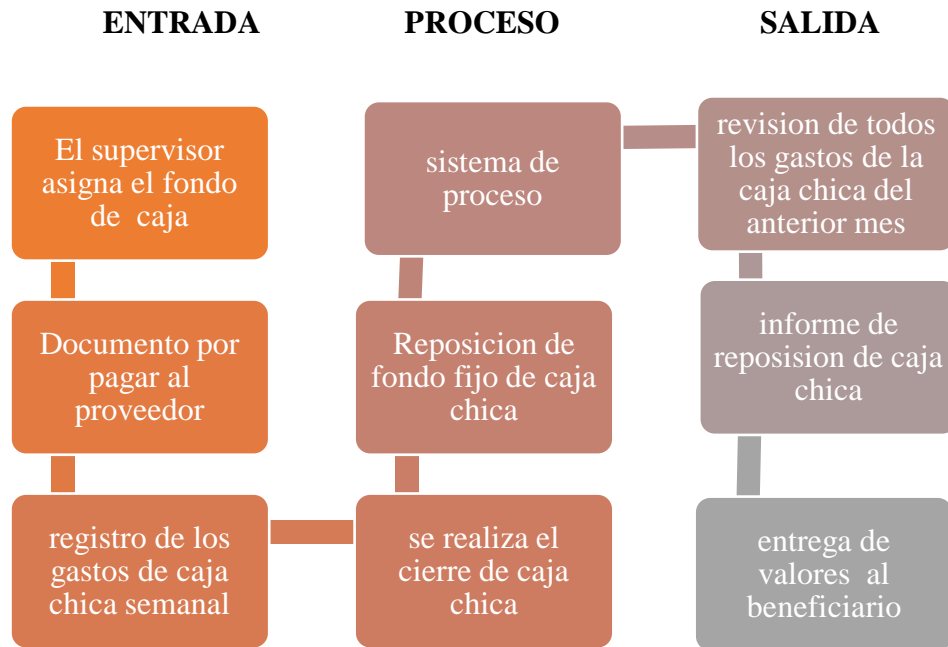 ENTRADA
PROCESO
SALIDA
El supervisor
asigna el fondo
de caja
Documento por
pagar al
proveedor
registro de los
gastos de caja
chica semanal
se realiza el
cierre de caja
chica
Reposicion de
fondo fijo de caja
chica
sistema de
proceso
revision de todos
los gastos de la
caja chica del
anterior mes
informe de
reposision de caja
chica
entrega de
valores al
beneficiario